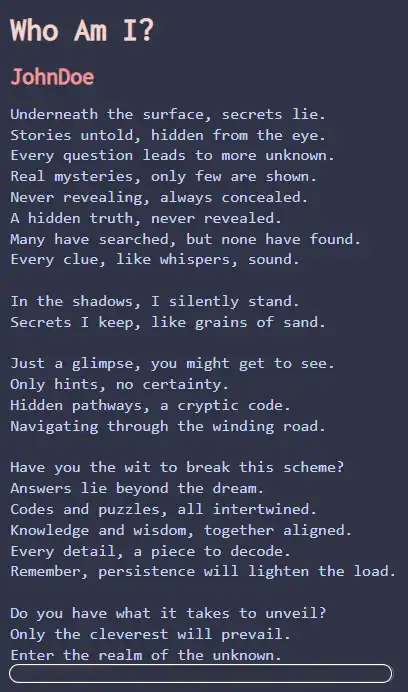 Who Am I?
JohnDoe
Underneath the surface, secrets lie.
Stories untold, hidden from the eye.
Every question leads to more unknown.
Real mysteries, only few are shown.
Never revealing, always concealed.
A hidden truth, never revealed.
Many have searched, but none have found.
Every clue, like whispers, sound.
In the shadows, I silently stand.
Secrets I keep, like grains of sand.
Just a glimpse, you might get to see.
Only hints, no certainty.
Hidden pathways, a cryptic code.
Navigating through the winding road.
Have you the wit to break this scheme?
Answers lie beyond the dream.
Codes and puzzles, all intertwined.
Knowledge and wisdom, together aligned.
Every detail, a piece to decode.
Remember, persistence will lighten the load.
Do you have what it takes to unveil?
Only the cleverest will prevail.
Enter the realm of the unknown.